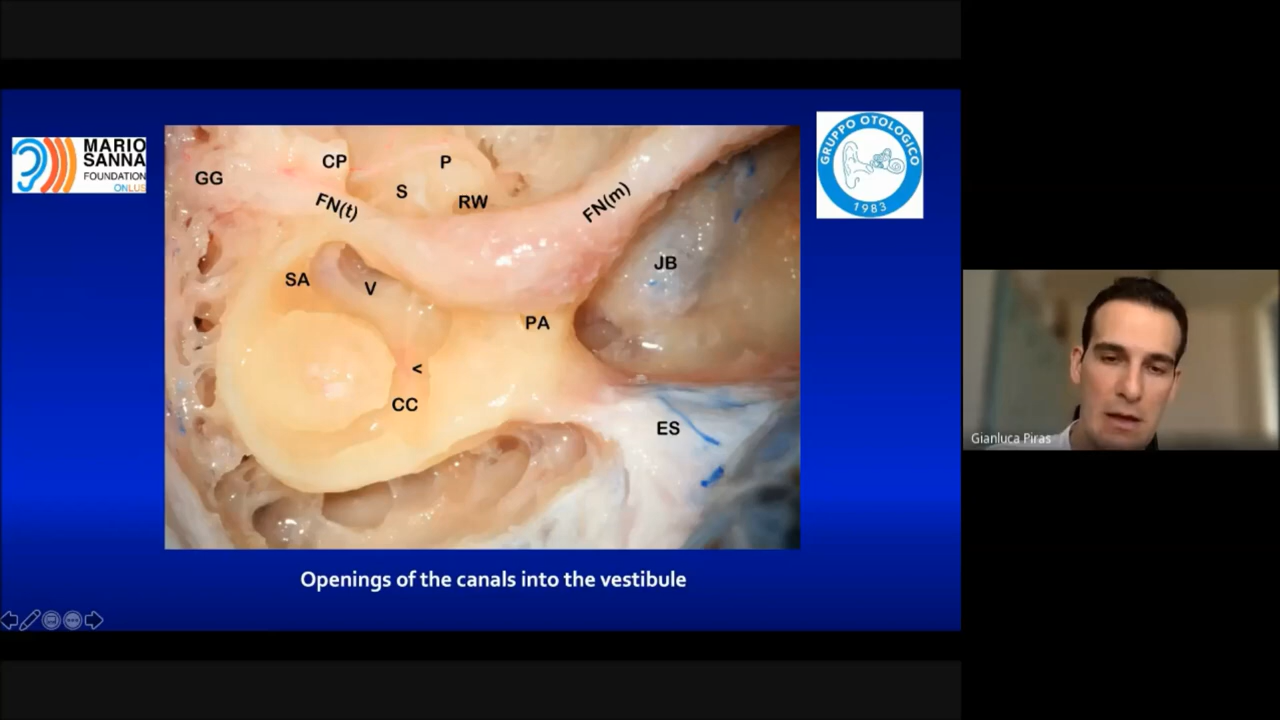 MARIO
SANNA
FOUNDATION
ONLUS
GRUPPO OTOLOGICO
1983
GG
CP
P
S
RW
FN(t)
FN(m)
SA
V
JB
PA
<
CC
ES
Openings of the canals into the vestibule
Gianluca Piras